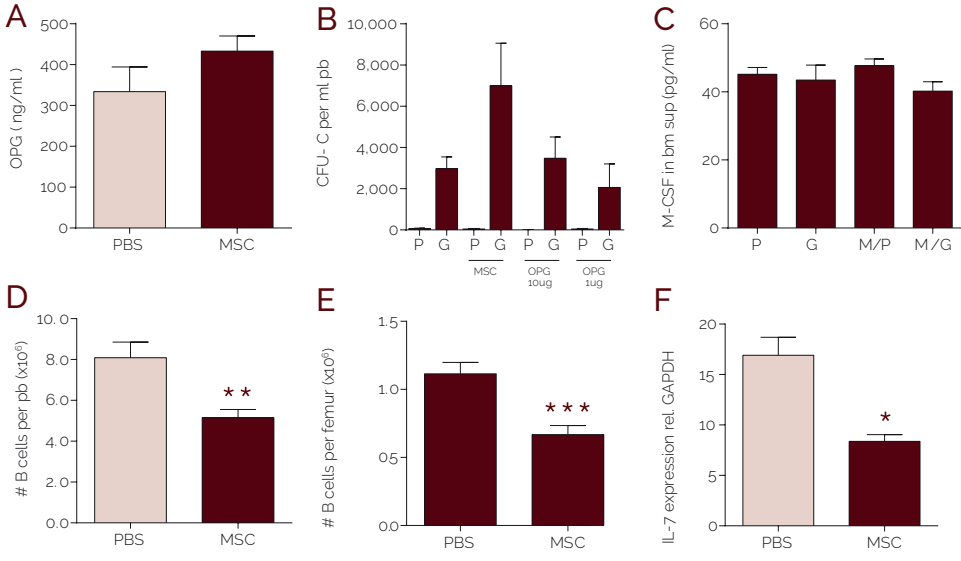 A
OPG ( ng/ml )
500
400
300
200
100
0
PBS MSC
B
CFU- C per ml pb
10,000
8,000
6,000
4,000
2,000
0
P G P G P G P G
MSC OPG OPG
10ug 1ug
C
M-CSF in bm sup (pg/ml)
60
40
20
0
P G M/P M/G
D
# B cells per pb (x10⁶)
10. 0
8.0
6.0
4. 0
2.0
0.0
* *
PBS MSC
E
# B cells per femur (x10⁶)
1.5
1.0
0.5
0.0
* * *
PBS MSC
F
IL-7 expression rel. GAPDH
20
15
10
5
0
*
PBS MSC